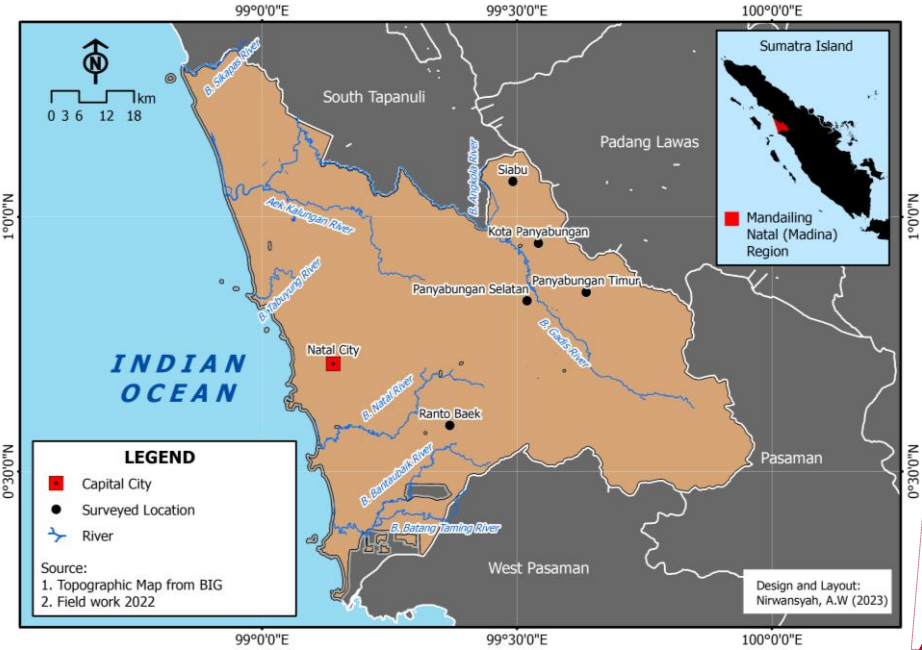 99°0'0"E
99°30'0"E
100°0'0"E
N
km
0 3 6 12 18
B. Sikapas River
South Tapanuli
Sumatra Island
Mandailing
Natal (Madina)
Region
Padang Lawas
B. Angkola River
Siabu
1°0'0"N
1°0'0"N
Aek Kalungan River
Kota Panyabungan
B. Tabuyung River
Panyabungan Selatan
Panyabungan Timur
B. Gadis River
INDIAN
OCEAN
Natal City
B. Natal River
Ranto Baek
B. Bantaubaik River
B. Batang Taming River
0°30'0"N
0°30'0"N
Pasaman
West Pasaman
LEGEND
Capital City
Surveyed Location
River
Source:
1. Topographic Map from BIG
2. Field work 2022
Design and Layout:
Nirwansyah, A.W (2023)
99°0'0"E
99°30'0"E
100°0'0"E